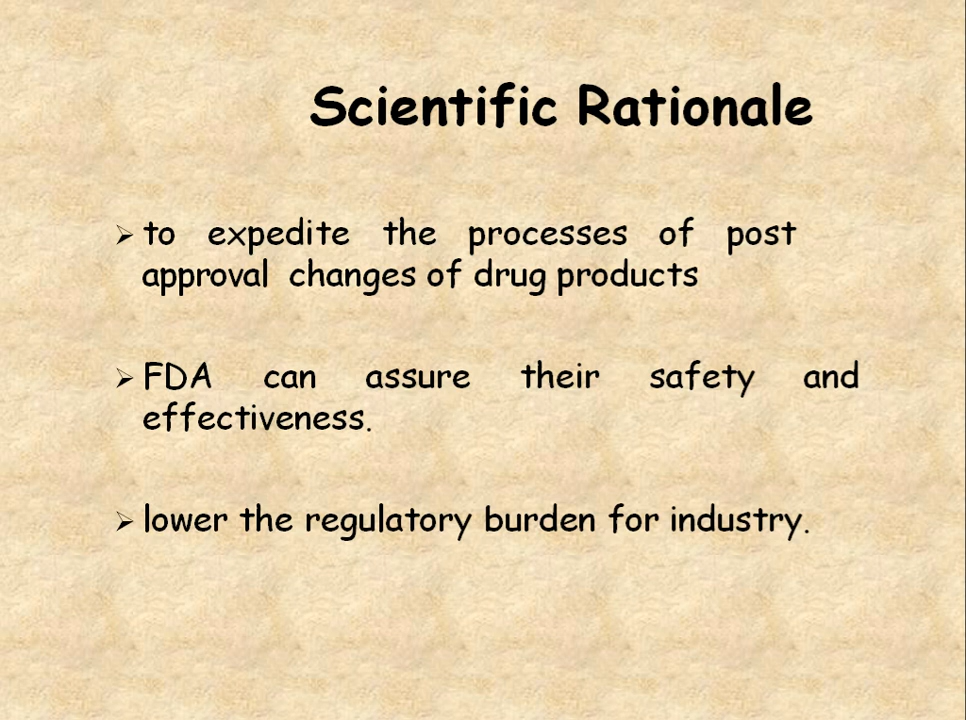 Scientific Rationale
to expedite the processes of post
approval changes of drug products
FDA can assure their safety and
effectiveness.
lower the regulatory burden for industry.